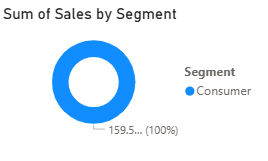 Sum of Sales by Segment
Segment
Consumer
159.5... (100%)